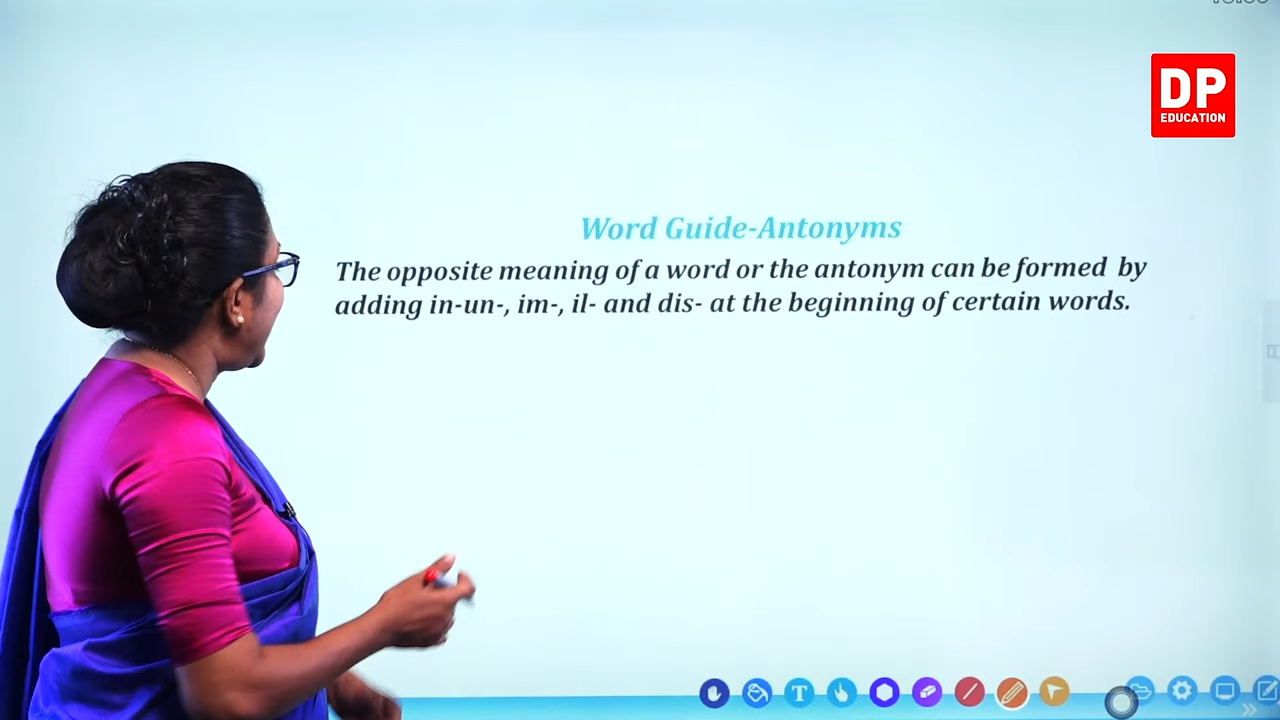 DP
EDUCATION
Word Guide-Antonyms
The opposite meaning of a word or the antonym can be formed by
adding in-un-, im-, il- and dis- at the beginning of certain words.
T